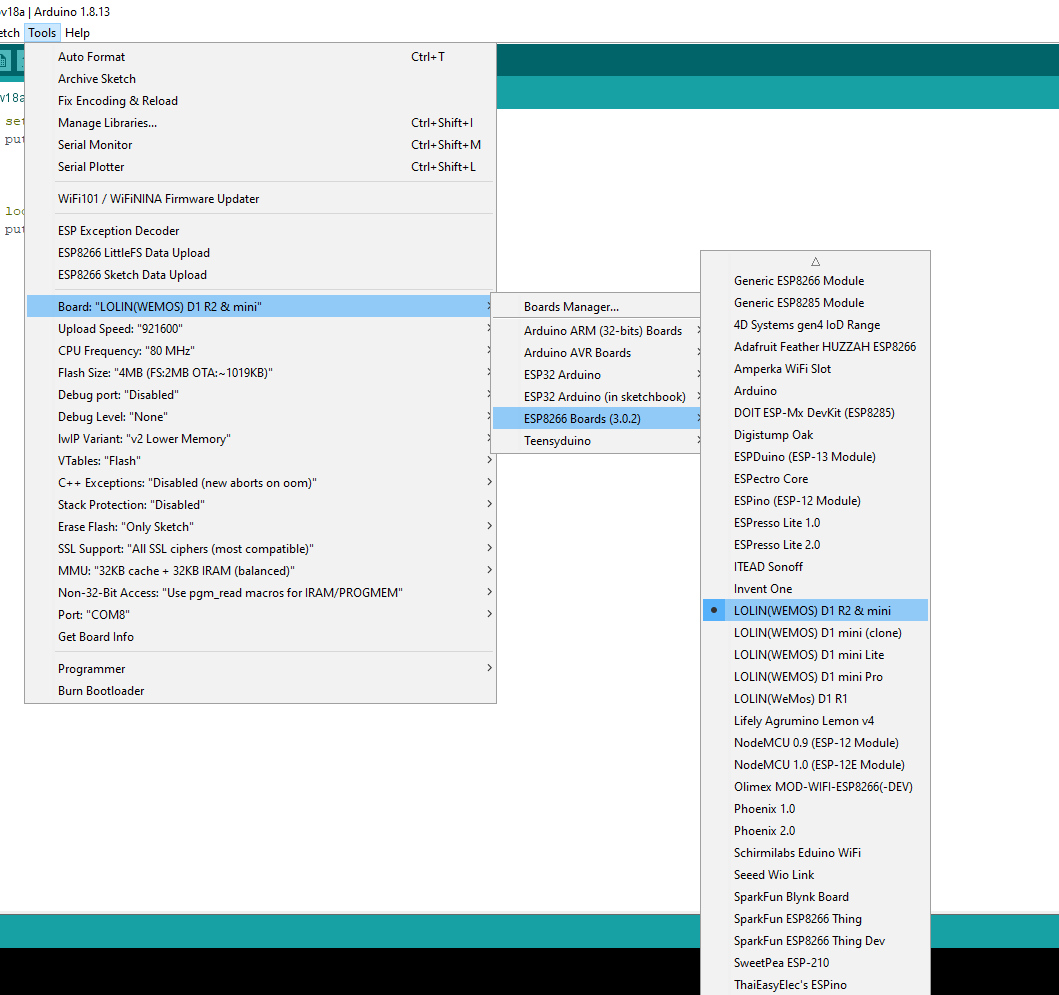 v18a | Arduino 1.8.13
etch Tools Help
Auto Format Ctrl+T
Archive Sketch
Fix Encoding & Reload
Manage Libraries... Ctrl+Shift+I
Serial Monitor Ctrl+Shift+M
Serial Plotter Ctrl+Shift+L
WiFi101 / WiFiNINA Firmware Updater
ESP Exception Decoder
ESP8266 LittleFS Data Upload
ESP8266 Sketch Data Upload
Board: "LOLIN(WEMOS) D1 R2 & mini"
Upload Speed: "921600"
CPU Frequency: "80 MHz"
Flash Size: "4MB (FS:2MB OTA:~1019KB)"
Debug port: "Disabled"
Debug Level: "None"
lwIP Variant: "v2 Lower Memory"
VTables: "Flash"
C++ Exceptions: "Disabled (new aborts on oom)"
Stack Protection: "Disabled"
Erase Flash: "Only Sketch"
SSL Support: "All SSL ciphers (most compatible)"
MMU: "32KB cache + 32KB IRAM (balanced)"
Non-32-Bit Access: "Use pgm_read macros for IRAM/PROGMEM"
Port: "COM8"
Get Board Info
Programmer
Burn Bootloader
v18a
set
put
loo
put
Boards Manager...
Arduino ARM (32-bits) Boards
Arduino AVR Boards
ESP32 Arduino
ESP32 Arduino (in sketchbook)
ESP8266 Boards (3.0.2)
Teensyduino
Generic ESP8266 Module
Generic ESP8285 Module
4D Systems gen4 IoD Range
Adafruit Feather HUZZAH ESP8266
Amperka WiFi Slot
Arduino
DOIT ESP-Mx DevKit (ESP8285)
Digistump Oak
ESPDuino (ESP-13 Module)
ESPectro Core
ESPino (ESP-12 Module)
ESPresso Lite 1.0
ESPresso Lite 2.0
ITEAD Sonoff
Invent One
LOLIN(WEMOS) D1 R2 & mini
LOLIN(WEMOS) D1 mini (clone)
LOLIN(WEMOS) D1 mini Lite
LOLIN(WEMOS) D1 mini Pro
LOLIN(WeMos) D1 R1
Lifely Agrumino Lemon v4
NodeMCU 0.9 (ESP-12 Module)
NodeMCU 1.0 (ESP-12E Module)
Olimex MOD-WIFI-ESP8266(-DEV)
Phoenix 1.0
Phoenix 2.0
Schirmilabs Eduino WiFi
Seeed Wio Link
SparkFun Blynk Board
SparkFun ESP8266 Thing
SparkFun ESP8266 Thing Dev
SweetPea ESP-210
ThaiEasyElec's ESPino